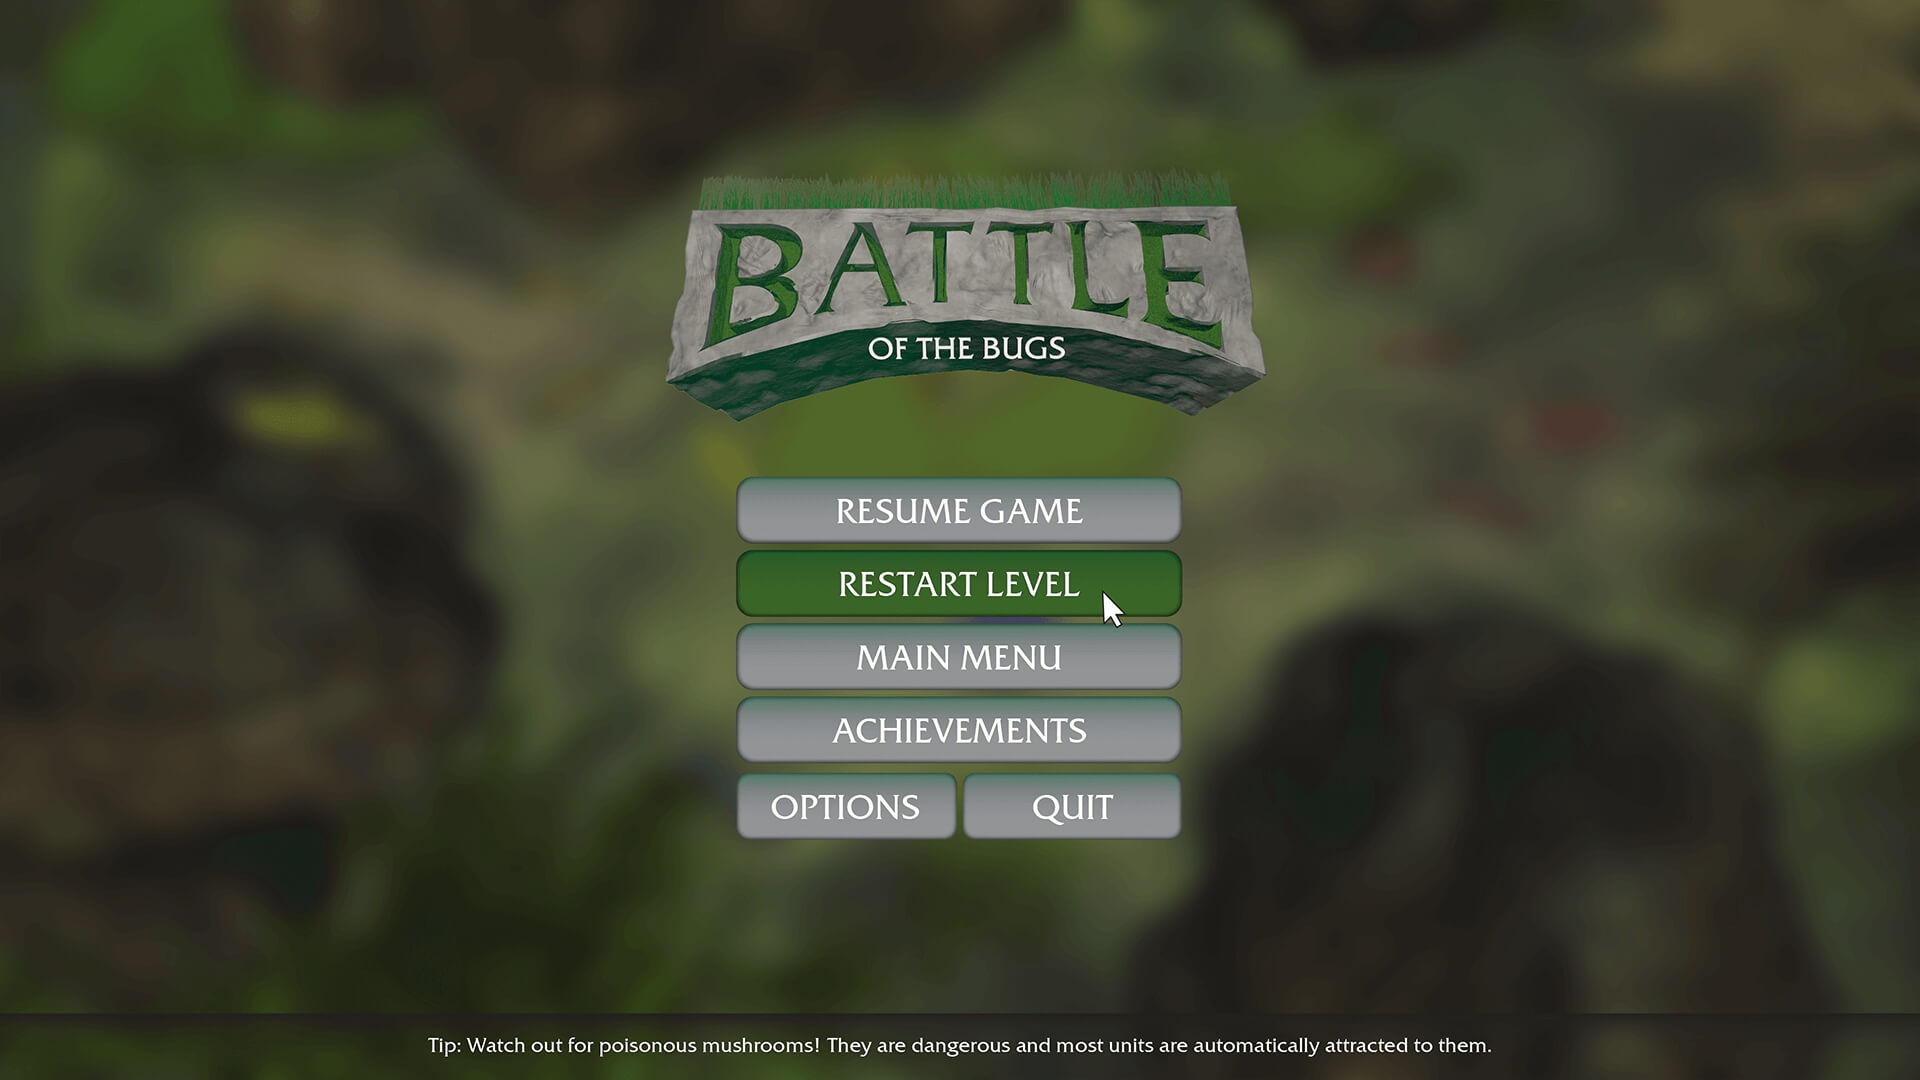 BATTLE
OF THE BUGS
RESUME GAME
RESTART LEVEL
MAIN MENU
ACHIEVEMENTS
OPTIONS QUIT
Tip: Watch out for poisonous mushrooms! They are dangerous and most units are automatically attracted to them.